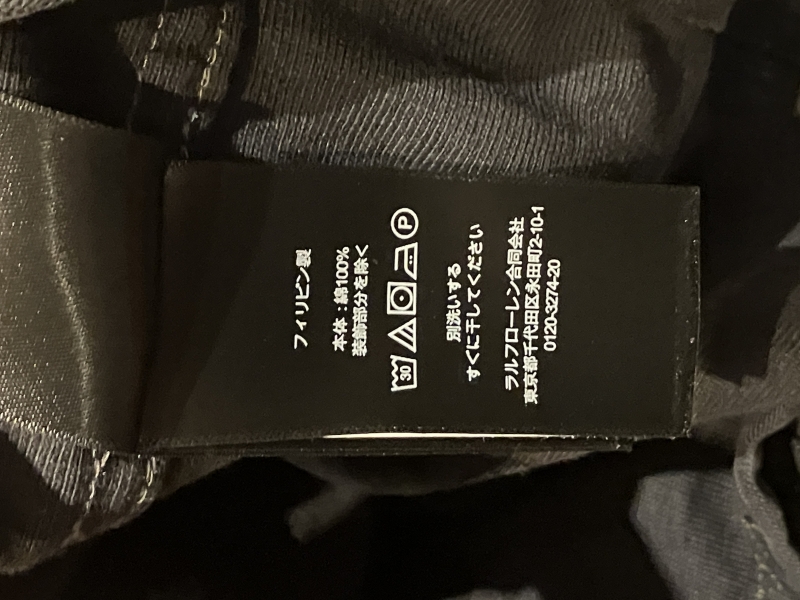 フィリピン製
本体：綿100%
装飾部分を除く
30 P
別洗いする
すぐに干してください
ラルフローレン合同会社
東京都千代田区永田町2-10-1
0120-3274-20